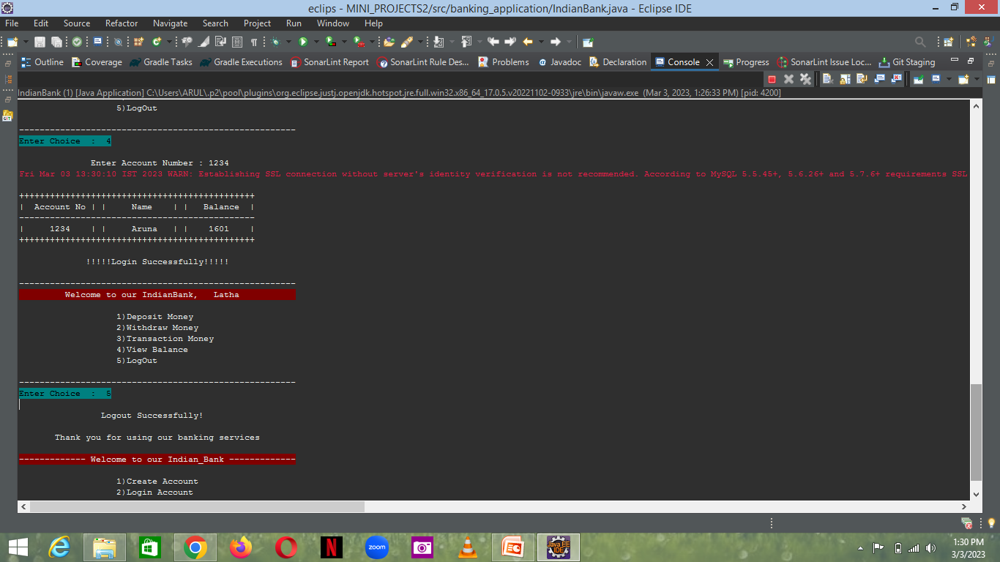 eclips - MINI_PROJECTS2/src/banking_application/IndianBank.java - Eclipse IDE
File Edit Source Refactor Navigate Search Project Run Window Help
Outline Coverage Gradle Tasks Gradle Executions SonarLint Report SonarLint Rule Des... Problems Javadoc Declaration Console Progress SonarLint Issue Loc... Git Staging
IndianBank (1) [Java Application] C:\Users\ARUL\.p2\pool\plugins\org.eclipse.justj.openjdk.hotspot.jre.full.win32.x86_64_17.0.5.v20221102-0933\jre\bin\javaw.exe (Mar 3, 2023, 1:26:33 PM) [pid: 4200]
5)LogOut
------------------------------------------------------
Enter Choice : 4
Enter Account Number : 1234
Fri Mar 03 13:30:10 IST 2023 WARN: Establishing SSL connection without server's identity verification is not recommended. According to MySQL 5.5.45+, 5.6.26+ and 5.7.6+ requirements SSL
++++++++++++++++++++++++++++++++++++++++++++++
| Account No | | Name | | Balance |
----------------------------------------------
| 1234 | | Aruna | | 1601 |
++++++++++++++++++++++++++++++++++++++++++++++
!!!!!Login Successfully!!!!!
------------------------------------------------------
Welcome to our IndianBank, Latha
1)Deposit Money
2)Withdraw Money
3)Transaction Money
4)View Balance
5)LogOut
------------------------------------------------------
Enter Choice : 5
Logout Successfully!
Thank you for using our banking services
------------- Welcome to our Indian_Bank -------------
1)Create Account
2)Login Account
GIT
zoom
Java EE
IDE
1:30 PM
3/3/2023